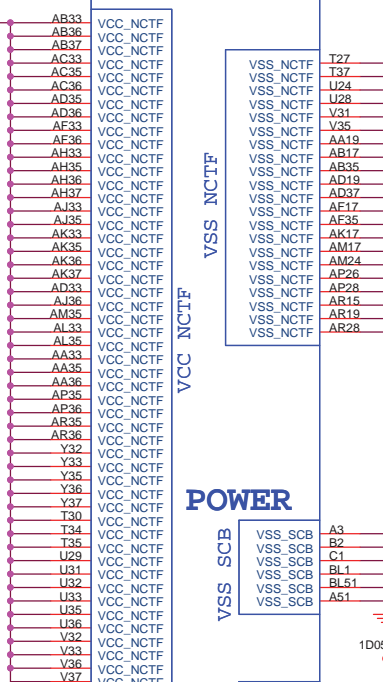 AB33 VCC_NCTF
AB36 VCC_NCTF
AB37 VCC_NCTF
AC33 VCC_NCTF
AC35 VCC_NCTF
AC36 VCC_NCTF
AD35 VCC_NCTF
AD36 VCC_NCTF
AF33 VCC_NCTF
AF36 VCC_NCTF
AH33 VCC_NCTF
AH35 VCC_NCTF
AH36 VCC_NCTF
AH37 VCC_NCTF
AJ33 VCC_NCTF
AJ35 VCC_NCTF
AK33 VCC_NCTF
AK35 VCC_NCTF
AK36 VCC_NCTF
AK37 VCC_NCTF
AD33 VCC_NCTF
AJ36 VCC_NCTF
AM35 VCC_NCTF
AL33 VCC_NCTF
AL35 VCC_NCTF
AA33 VCC_NCTF
AA35 VCC_NCTF
AA36 VCC_NCTF
AP35 VCC_NCTF
AP36 VCC_NCTF
AR35 VCC_NCTF
AR36 VCC_NCTF
Y32 VCC_NCTF
Y33 VCC_NCTF
Y35 VCC_NCTF
Y36 VCC_NCTF
Y37 VCC_NCTF
T30 VCC_NCTF
T34 VCC_NCTF
T35 VCC_NCTF
U29 VCC_NCTF
U31 VCC_NCTF
U32 VCC_NCTF
U33 VCC_NCTF
U35 VCC_NCTF
U36 VCC_NCTF
V32 VCC_NCTF
V33 VCC_NCTF
V36 VCC_NCTF
V37 VCC_NCTF
VCC NCTF
VSS NCTF
VSS_NCTF T27
VSS_NCTF T37
VSS_NCTF U24
VSS_NCTF U28
VSS_NCTF V31
VSS_NCTF V35
VSS_NCTF AA19
VSS_NCTF AB17
VSS_NCTF AB35
VSS_NCTF AD19
VSS_NCTF AD37
VSS_NCTF AF17
VSS_NCTF AF35
VSS_NCTF AK17
VSS_NCTF AM17
VSS_NCTF AM24
VSS_NCTF AP26
VSS_NCTF AP28
VSS_NCTF AR15
VSS_NCTF AR19
VSS_NCTF AR28
POWER
VSS SCB
VSS_SCB A3
VSS_SCB B2
VSS_SCB C1
VSS_SCB BL1
VSS_SCB BL51
VSS_SCB A51
1D05